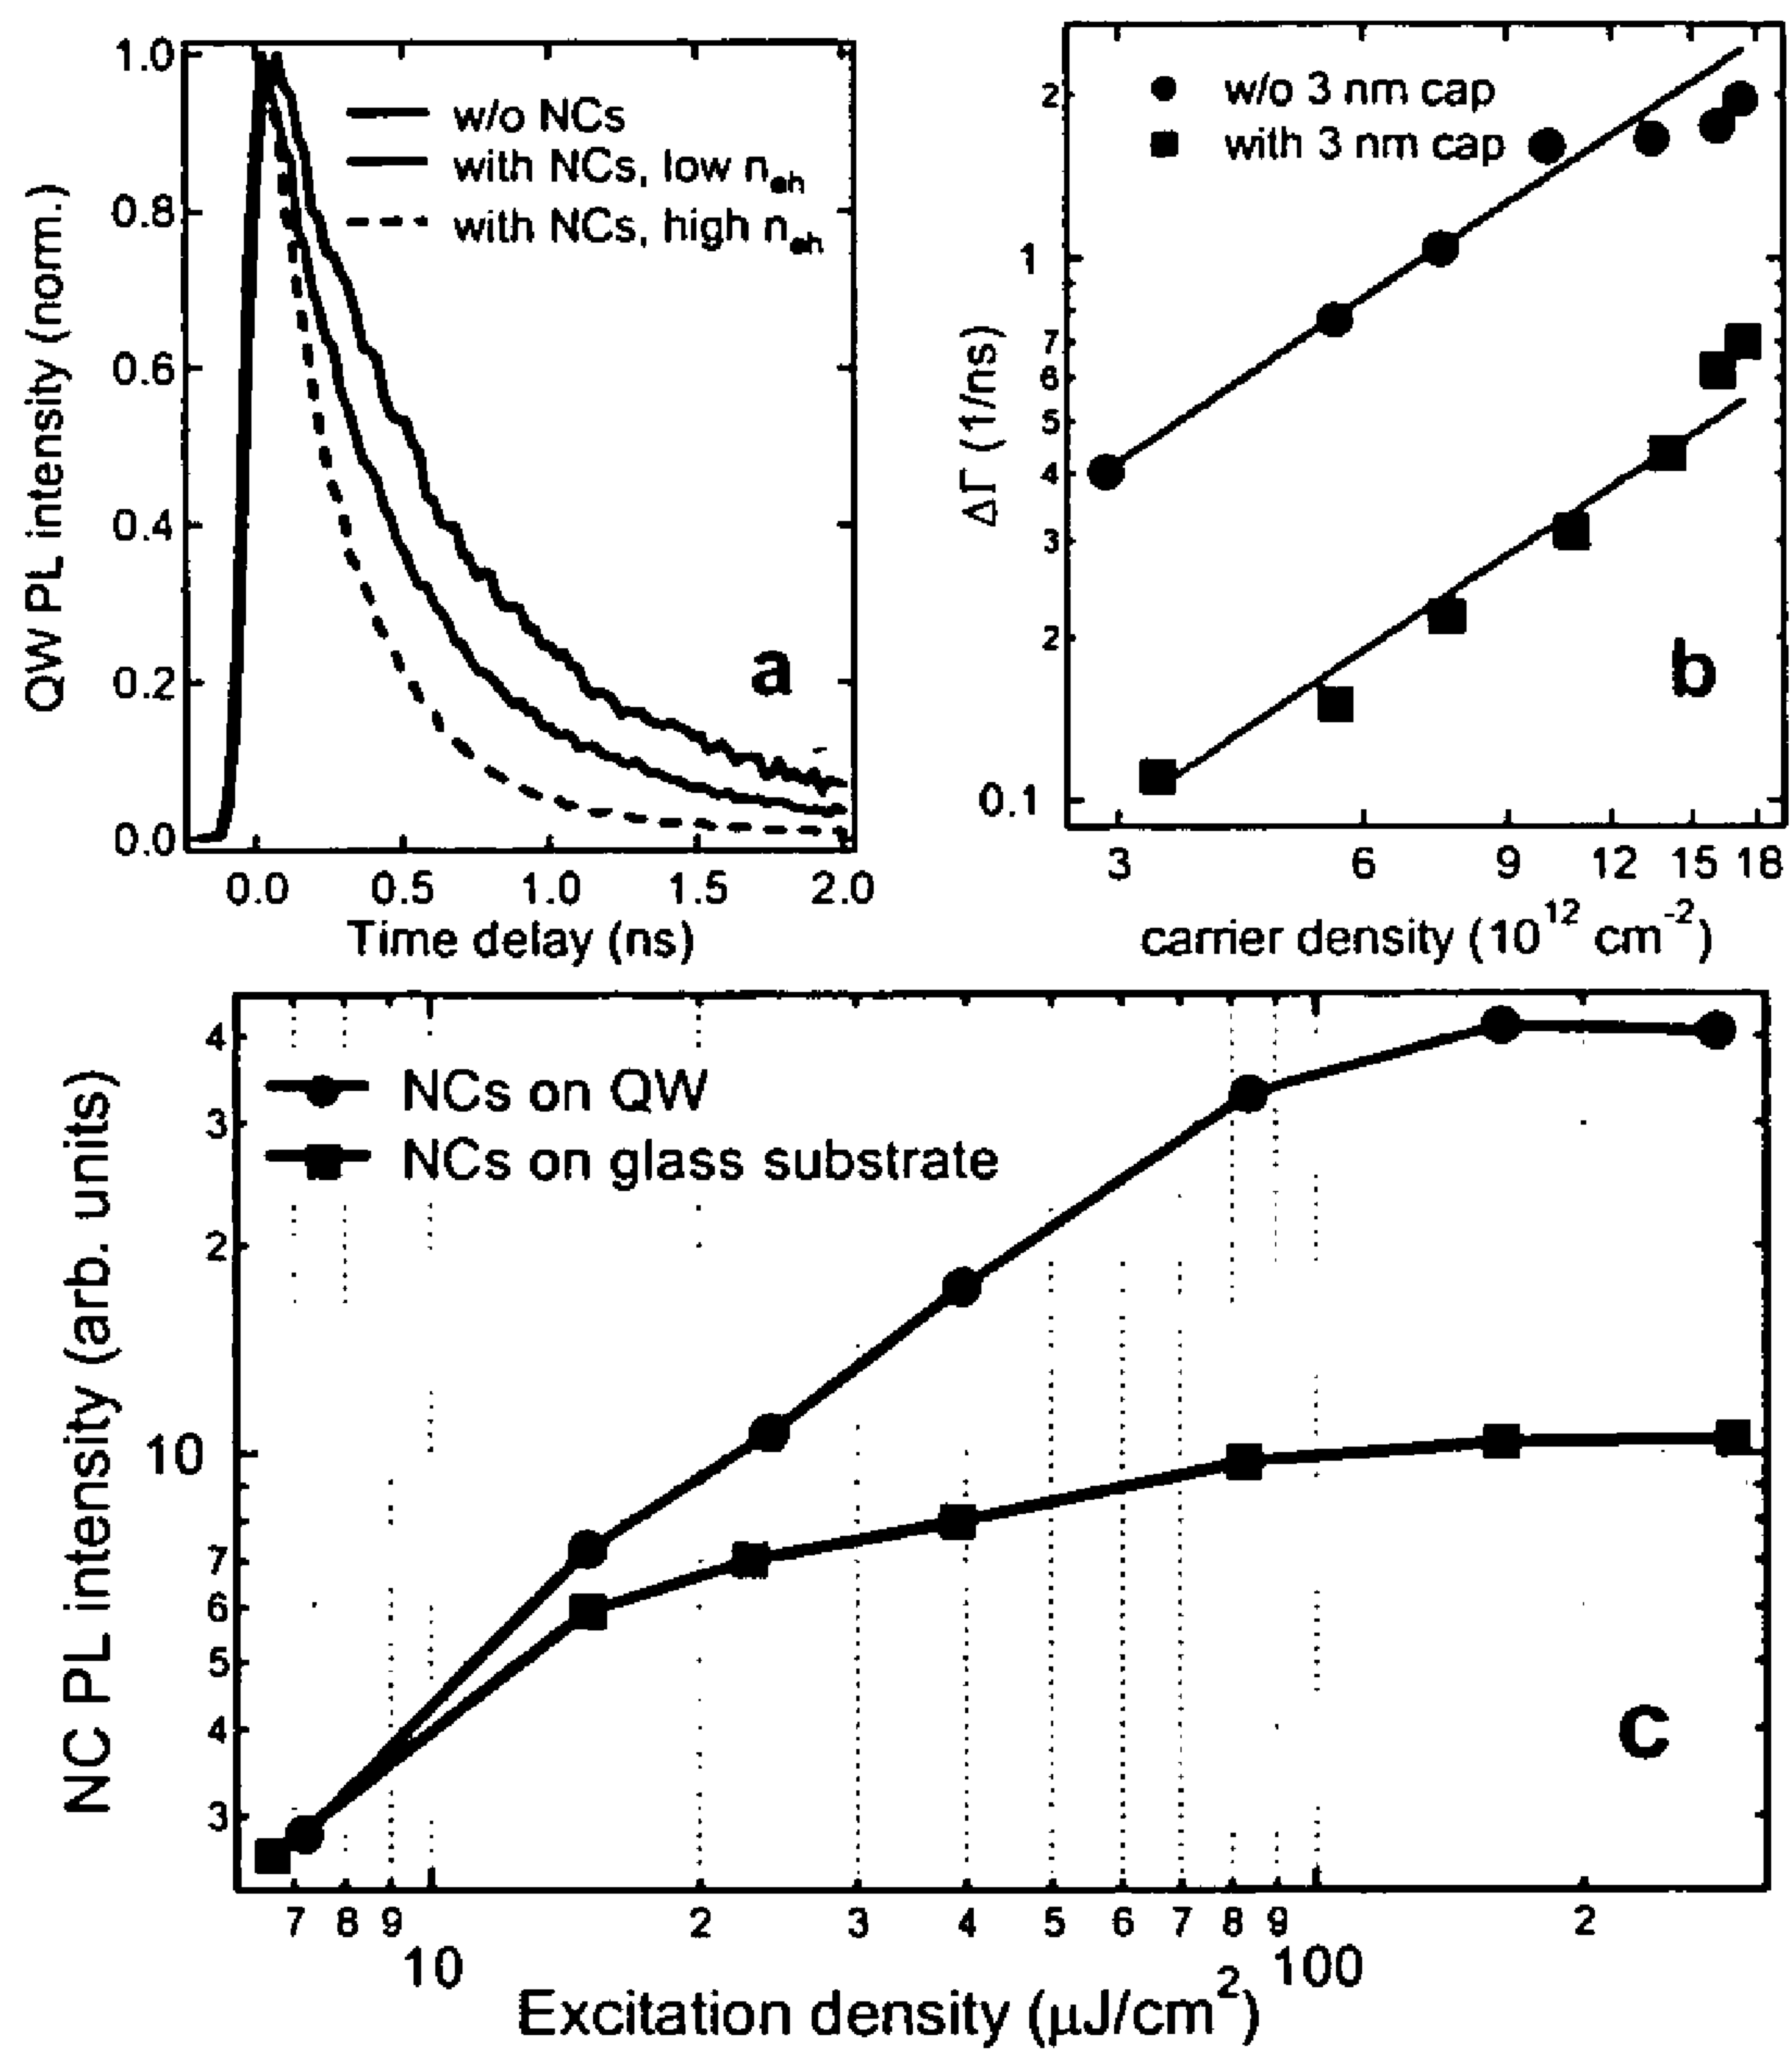 QW PL intensity (norm.)
1.0
0.8
0.6
0.4
0.2
0.0
w/o NCs
with NCs, low neh
with NCs, high neh
a
0.0 0.5 1.0 1.5 2.0
Time delay (ns)
ΔΓ (1/ns)
2
1
7
6
5
4
3
2
0.1
w/o 3 nm cap
with 3 nm cap
b
3 6 9 12 15 18
carrier density (10^12 cm^-2)
NC PL intensity (arb. units)
4
3
2
10
7
6
5
4
3
NCs on QW
NCs on glass substrate
c
7 8 9 2 3 4 5 6 7 8 9 2
10 100
Excitation density (μJ/cm^2)